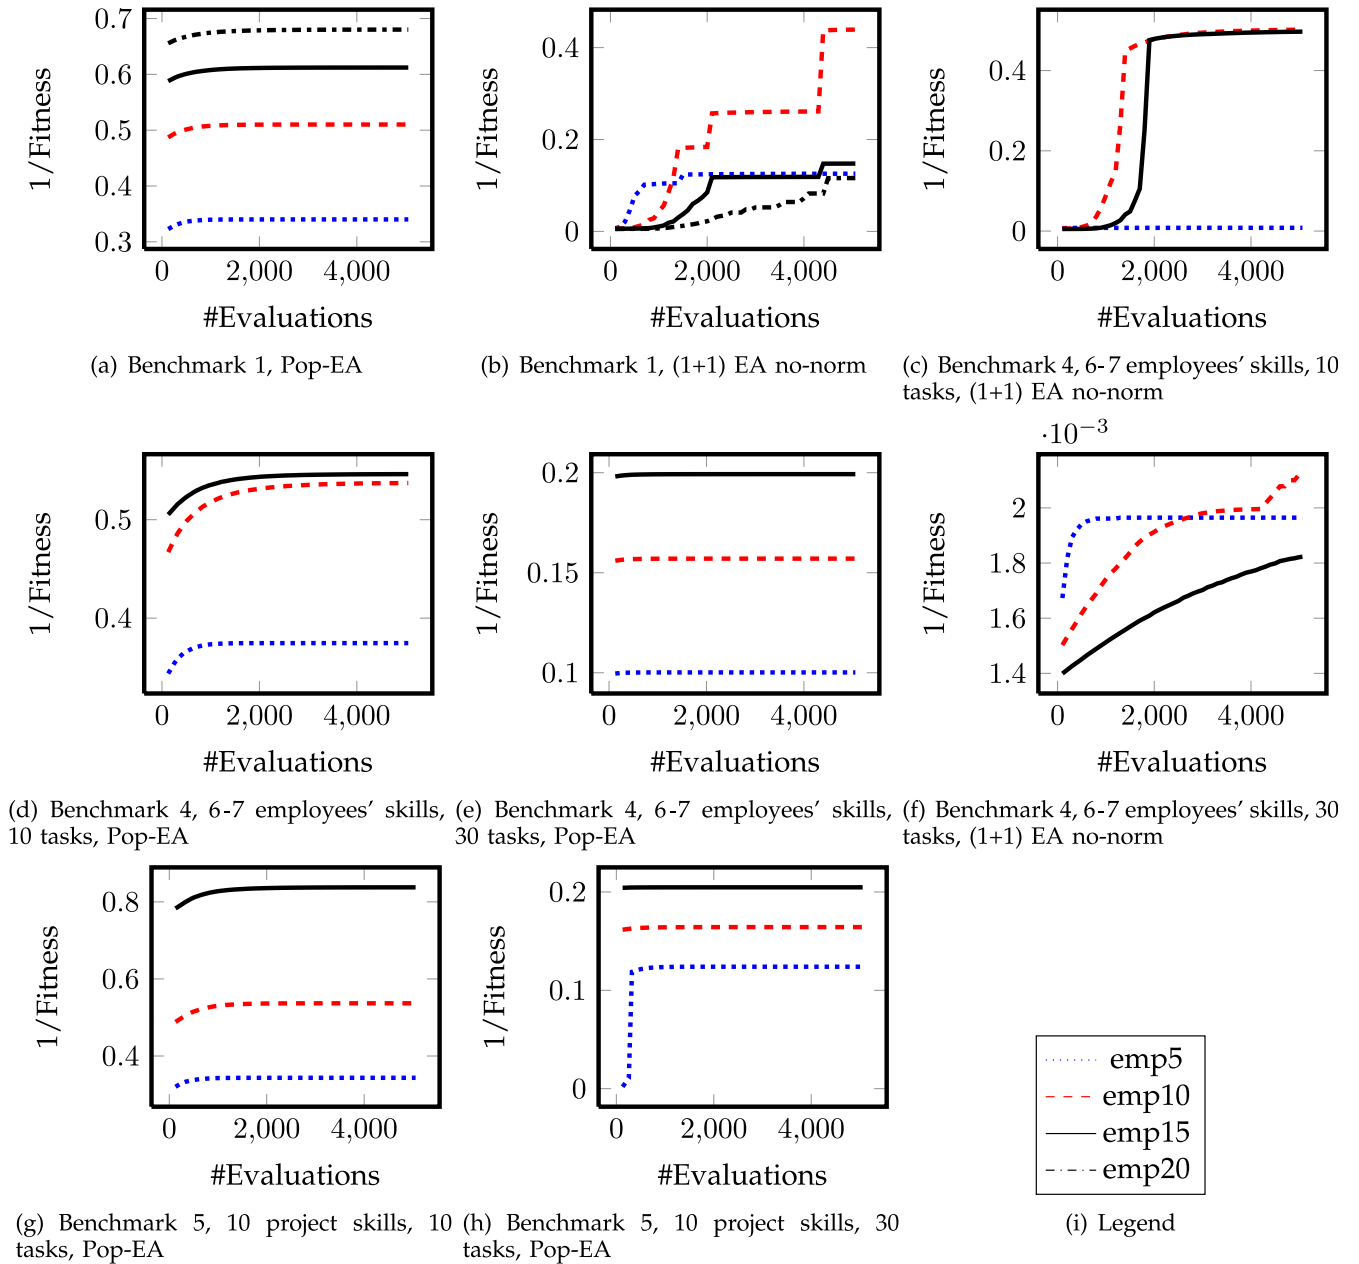 0.7
0.6
0.5
0.4
0.3
1/Fitness
0 2,000 4,000
#Evaluations
(a) Benchmark 1, Pop-EA
0.4
0.2
0
1/Fitness
0 2,000 4,000
#Evaluations
(b) Benchmark 1, (1+1) EA no-norm
0.4
0.2
0
1/Fitness
0 2,000 4,000
#Evaluations
(c) Benchmark 4, 6-7 employees' skills, 10
tasks, (1+1) EA no-norm
0.5
0.4
1/Fitness
0 2,000 4,000
#Evaluations
(d) Benchmark 4, 6-7 employees' skills,
10 tasks, Pop-EA
0.2
0.15
0.1
1/Fitness
0 2,000 4,000
#Evaluations
(e) Benchmark 4, 6-7 employees' skills,
30 tasks, Pop-EA
·10⁻³
2
1.8
1.6
1.4
1/Fitness
0 2,000 4,000
#Evaluations
(f) Benchmark 4, 6-7 employees' skills, 30
tasks, (1+1) EA no-norm
0.8
0.6
0.4
1/Fitness
0 2,000 4,000
#Evaluations
(g) Benchmark 5, 10 project skills, 10
tasks, Pop-EA
0.2
0.1
0
1/Fitness
0 2,000 4,000
#Evaluations
(h) Benchmark 5, 10 project skills, 30
tasks, Pop-EA
emp5
emp10
emp15
emp20
(i) Legend